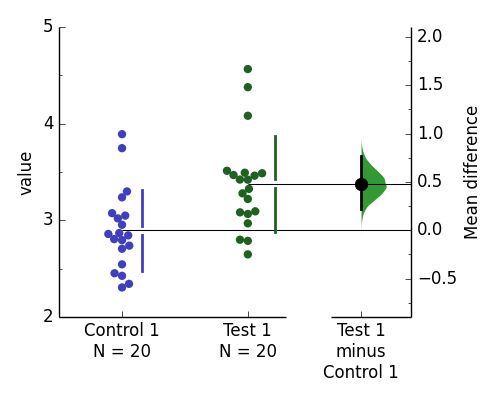 value
5
4
3
2
Control 1
N = 20
Test 1
N = 20
Test 1
minus
Control 1
2.0
1.5
1.0
0.5
0.0
−0.5
Mean difference